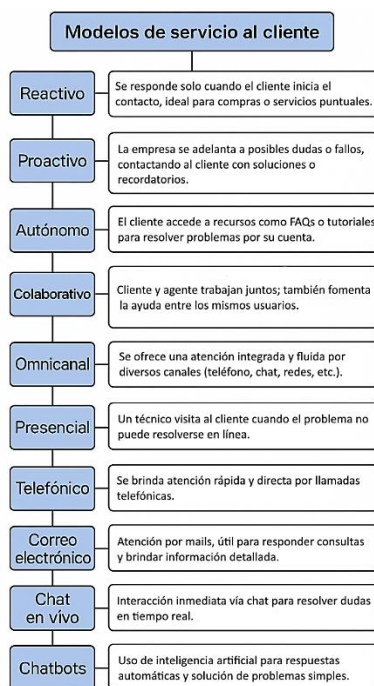 Modelos de servicio al cliente
Reactivo
Se responde solo cuando el cliente inicia el
contacto, ideal para compras o servicios puntuales.
Proactivo
La empresa se adelanta a posibles dudas o fallos,
contactando al cliente con soluciones o
recordatorios.
Autónomo
El cliente accede a recursos como FAQs o tutoriales
para resolver problemas por su cuenta.
Colaborativo
Cliente y agente trabajan juntos; también fomenta
la ayuda entre los mismos usuarios.
Omnicanal
Se ofrece una atención integrada y fluida por
diversos canales (teléfono, chat, redes, etc.).
Presencial
Un técnico visita al cliente cuando el problema no
puede resolverse en línea.
Telefónico
Se brinda atención rápida y directa por llamadas
telefónicas.
Correo
electrónico
Atención por mails, útil para responder consultas
y brindar información detallada.
Chat
en vivo
Interacción inmediata vía chat para resolver dudas
en tiempo real.
Chatbots
Uso de inteligencia artificial para respuestas
automáticas y solución de problemas simples.